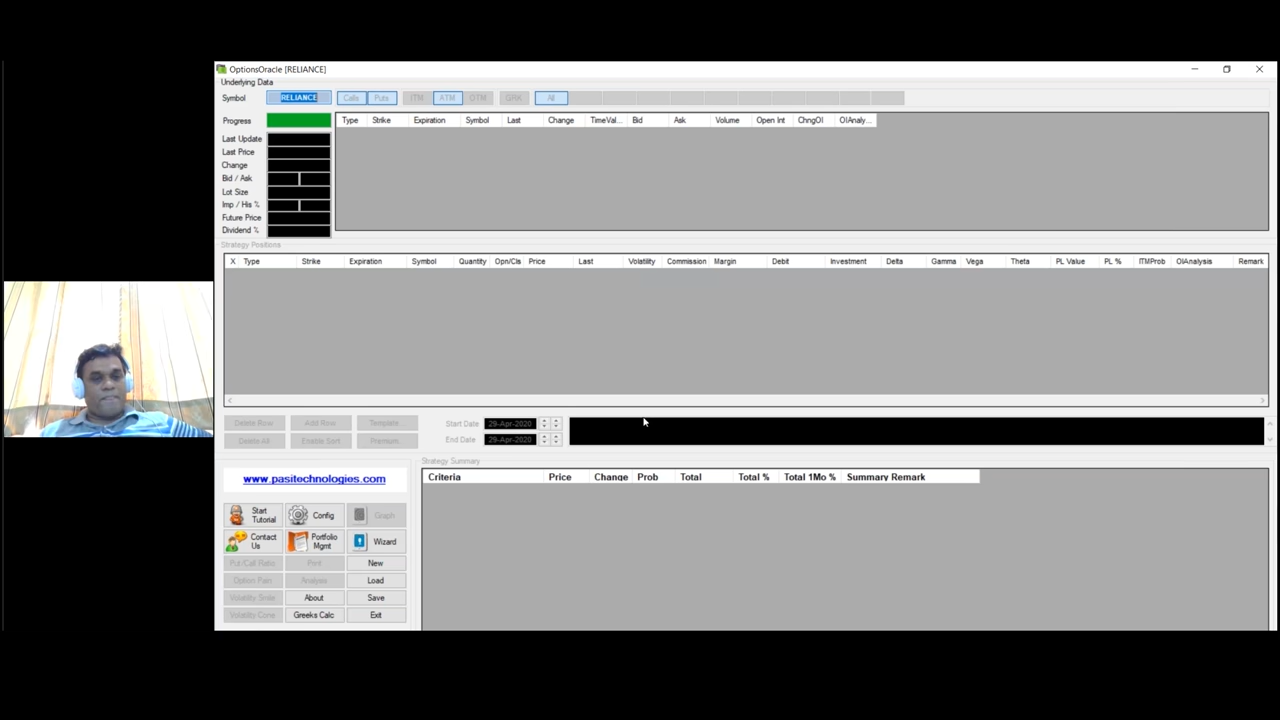 OptionsOracle [RELIANCE]
Underlying Data
Symbol RELIANCE Calls Puts ITM ATM OTM GRK All
Progress
Type Strike Expiration Symbol Last Change TimeVal... Bid Ask Volume Open Int ChngOI OIAnaly...
Last Update
Last Price
Change
Bid / Ask
Lot Size
Imp / His %
Future Price
Dividend %
Strategy Positions
X Type Strike Expiration Symbol Quantity Opn/Cls Price Last Volatility Commission Margin Debit Investment Delta Gamma Vega Theta PL Value PL % ITMProb OIAnalysis Remark
Delete Row Add Row Template Start Date 29-Apr-2020
Delete All Enable Sort Premium End Date 29-Apr-2020
Strategy Summary
www.pasitechnologies.com
Criteria Price Change Prob Total Total % Total 1Mo % Summary Remark
Start Tutorial Config Graph
Contact Us Portfolio Mgmt Wizard
Put /Call Ratio Print New
Option Pain Analysis Load
Volatility Smile About Save
Volatility Cone Greeks Calc Exit